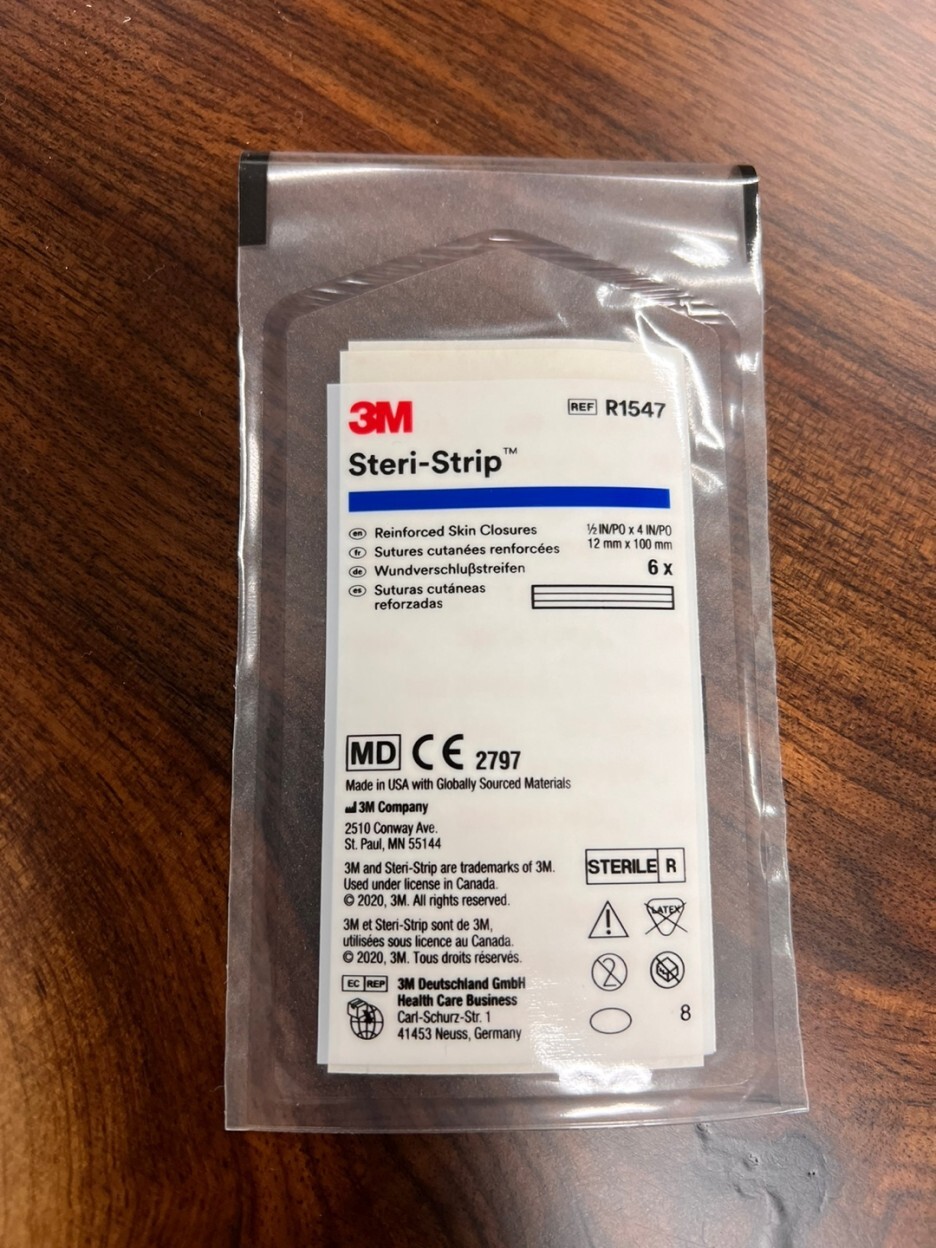 3M
REF R1547
Steri-Strip™
en Reinforced Skin Closures
½ IN/PO x 4 IN/PO
fr Sutures cutanées renforcées
12 mm x 100 mm
de Wundverschlußstreifen
6 x
es Suturas cutáneas
reforzadas
MD CE 2797
Made in USA with Globally Sourced Materials
3M Company
2510 Conway Ave.
St. Paul, MN 55144
3M and Steri-Strip are trademarks of 3M.
Used under license in Canada.
© 2020, 3M. All rights reserved.
3M et Steri-Strip sont de 3M,
utilisées sous licence au Canada.
© 2020, 3M. Tous droits réservés.
EC REP 3M Deutschland GmbH
Health Care Business
Carl-Schurz-Str. 1
41453 Neuss, Germany
STERILE R
LATEX
2
8